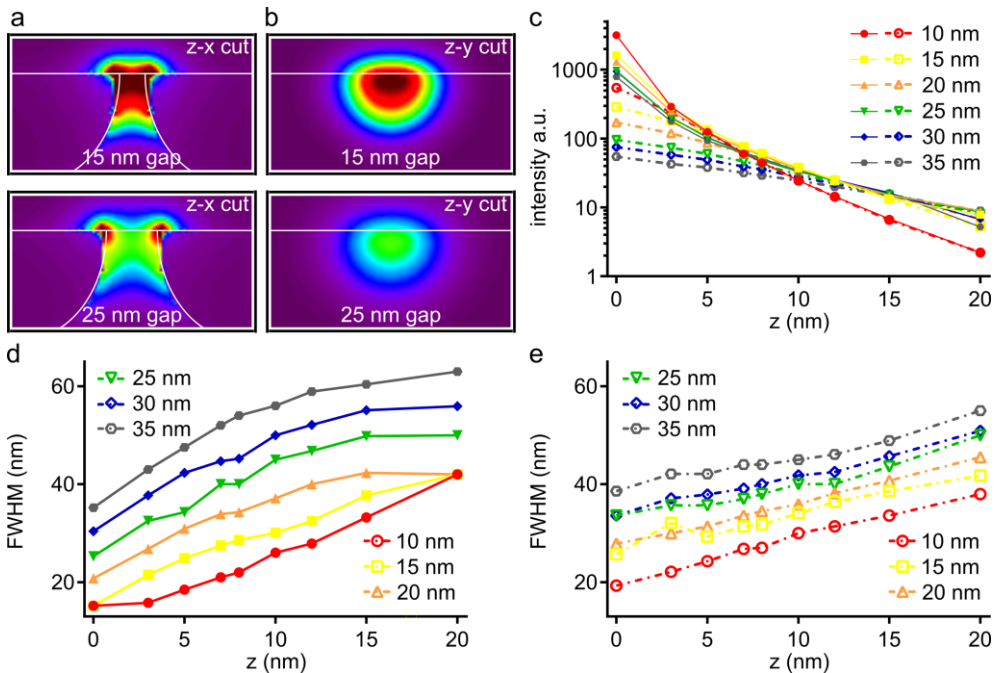 a
z-x cut
15 nm gap
z-x cut
25 nm gap
b
z-y cut
15 nm gap
z-y cut
25 nm gap
c
10 nm
15 nm
20 nm
25 nm
30 nm
35 nm
intensity a.u.
1000
100
10
1
0 5 10 15 20
z (nm)
d
25 nm
30 nm
35 nm
FWHM (nm)
60
40
20
10 nm
15 nm
20 nm
0 5 10 15 20
z (nm)
e
25 nm
30 nm
35 nm
FWHM (nm)
60
40
20
10 nm
15 nm
20 nm
0 5 10 15 20
z (nm)